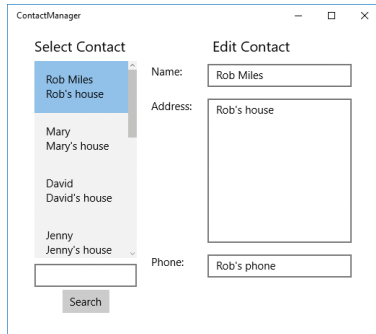 ContactManager
Select Contact
Rob Miles
Rob's house
Mary
Mary's house
David
David's house
Jenny
Jenny's house
Search
Edit Contact
Name:
Rob Miles
Address:
Rob's house
Phone:
Rob's phone